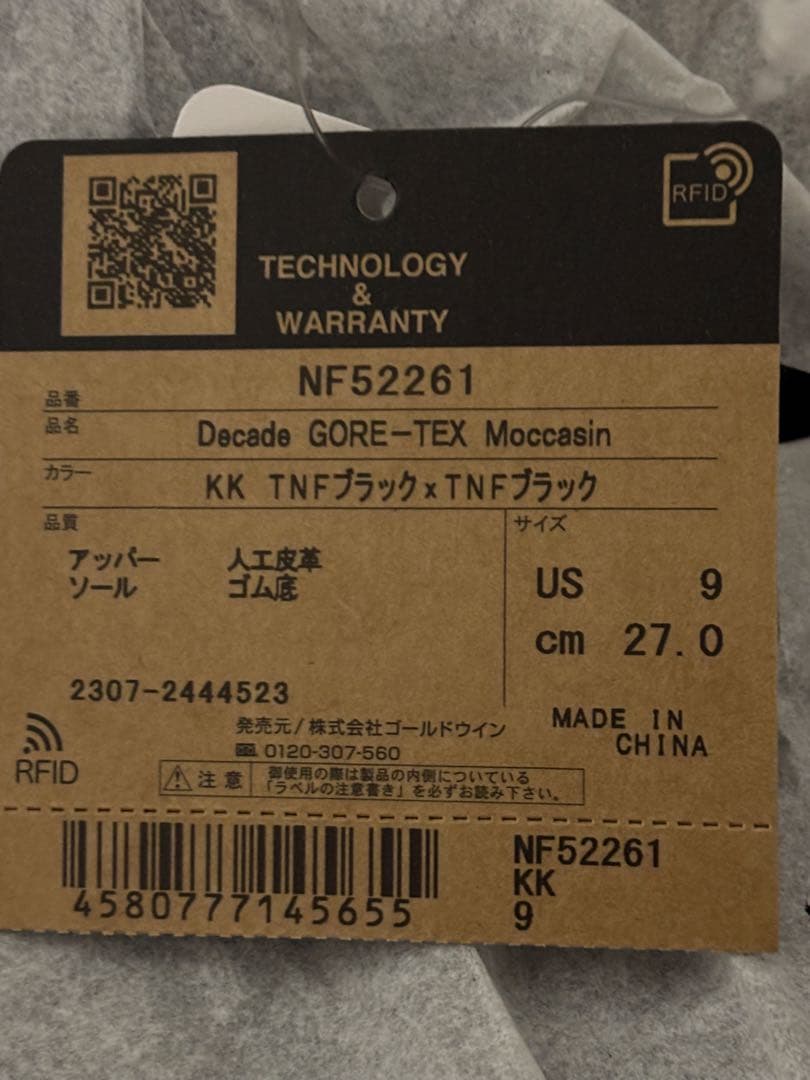 RFID
TECHNOLOGY
&
WARRANTY
品番 NF52261
品名 Decade GORE-TEX Moccasin
カラー KK TNFブラックxTNFブラック
品質
アッパー 人工皮革
ソール ゴム底
サイズ
US 9
cm 27.0
2307-2444523
発売元/株式会社ゴールドウイン
0120-307-560
MADE IN
CHINA
RFID
注意
御使用の際は製品の内側についている
「ラベルの注意書き」を必ずお読み下さい。
4580777145655
NF52261
KK
9